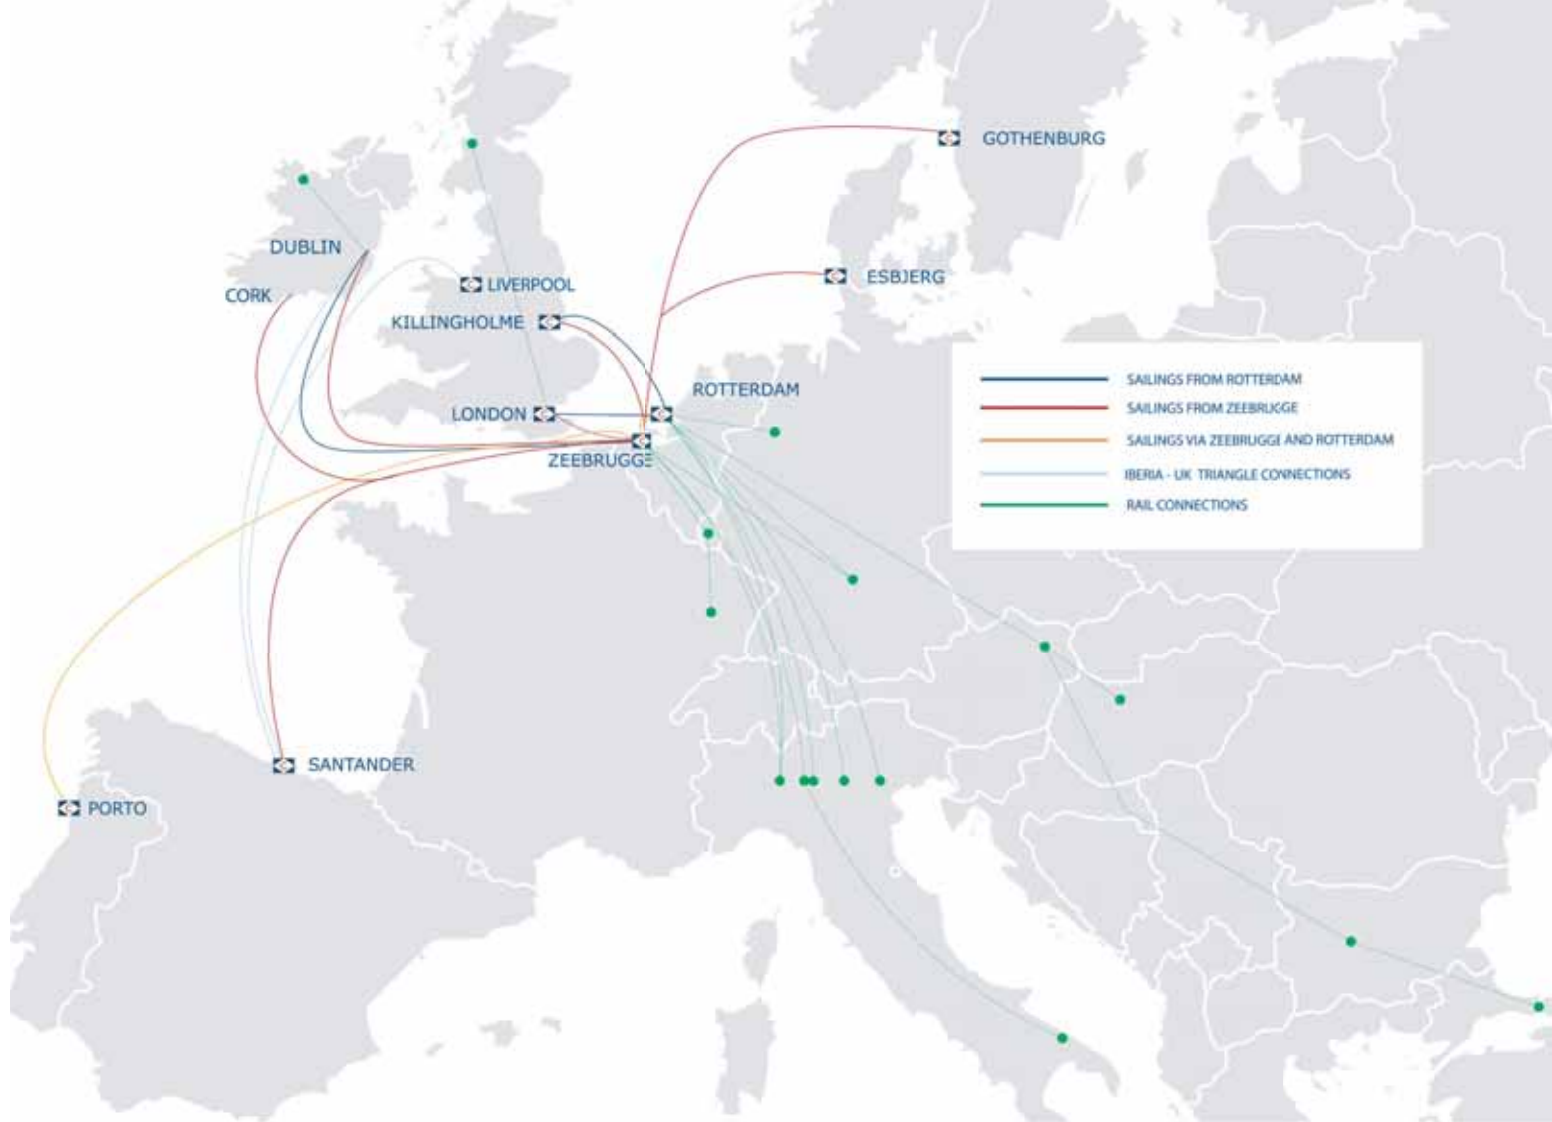 GOTHENBURG
DUBLIN
ESBJERG
CORK
LIVERPOOL
KILLINGHOLME
ROTTERDAM
LONDON
ZEEBRUGGE
SANTANDER
PORTO
SAILINGS FROM ROTTERDAM
SAILINGS FROM ZEEBRUGGE
SAILINGS VIA ZEEBRUGGE AND ROTTERDAM
IBERIA - UK TRIANGLE CONNECTIONS
RAIL CONNECTIONS